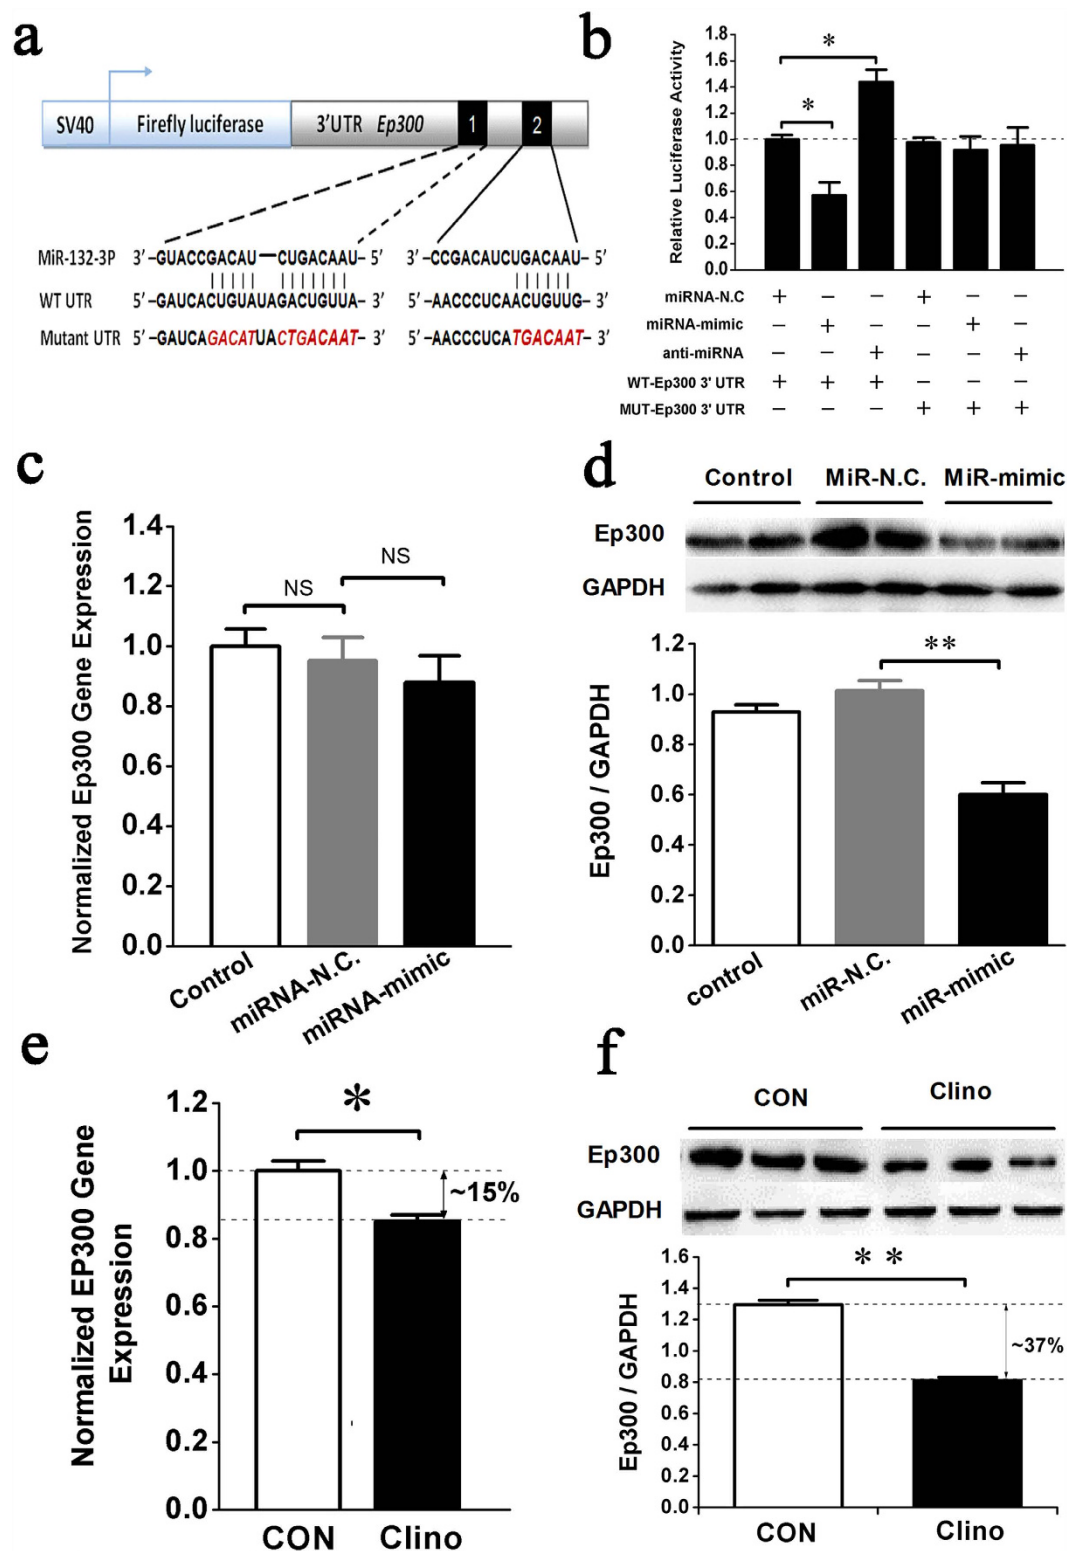 a
SV40 Firefly luciferase 3'UTR Ep300 1 2
MiR-132-3P 3'-GUACCGACAU—CUGACAAU- 5' 3'-CCGACAUCUGACAAU- 5'
WT UTR 5'-GAUCACUGUAUAGACUGUUA- 3' 5'-AACCCUCAACUGUUG- 3'
Mutant UTR 5'-GAUCAGACAUUACTGACAAT- 3' 5'-AACCCUCATGACAAT- 3'
b
Relative Luciferase Activity
1.8
1.6
1.4
1.2
1.0
0.8
0.6
0.4
0.2
0.0
*
*
miRNA-N.C + − − + − −
miRNA-mimic − + − − + −
anti-miRNA − − + − − +
WT-Ep300 3' UTR + + + − − −
MUT-Ep300 3' UTR − − − + + +
c
Normalized Ep300 Gene Expression
1.4
1.2
1.0
0.8
0.6
0.4
0.2
0.0
NS
NS
Control
miRNA-N.C.
miRNA-mimic
d
Control MiR-N.C. MiR-mimic
Ep300
GAPDH
Ep300 / GAPDH
1.2
1.0
0.8
0.6
0.4
0.2
0.0
**
control
miR-N.C.
miR-mimic
e
Normalized EP300 Gene
Expression
1.2
1.0
0.8
0.6
0.4
0.2
0.0
*
~15%
CON Clino
f
CON Clino
Ep300
GAPDH
Ep300 / GAPDH
1.6
1.4
1.2
1.0
0.8
0.6
0.4
0.2
0.0
* *
~37%
CON Clino